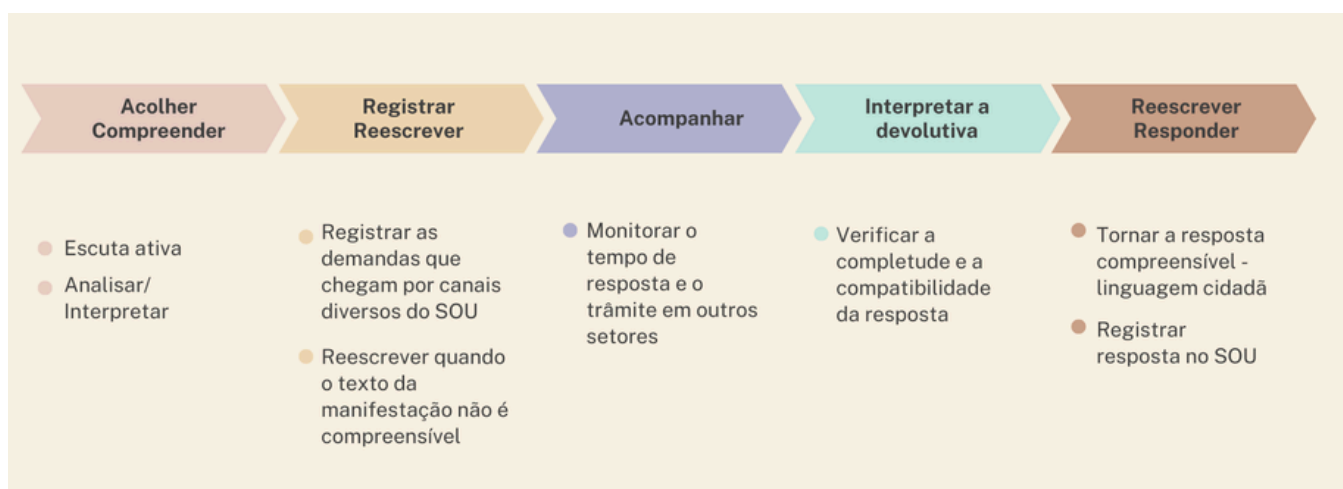 Acolher
Compreender
Registrar
Reescrever
Acompanhar
Interpretar a
devolutiva
Reescrever
Responder
Escuta ativa
Analisar/
Interpretar
Registrar as
demandas que
chegam por canais
diversos do SOU
Reescrever quando
o texto da
manifestação não é
compreensível
Monitorar o
tempo de
resposta e o
trâmite em outros
setores
Verificar a
completude e a
compatibilidade
da resposta
Tornar a resposta
compreensível -
linguagem cidadã
Registrar
resposta no SOU